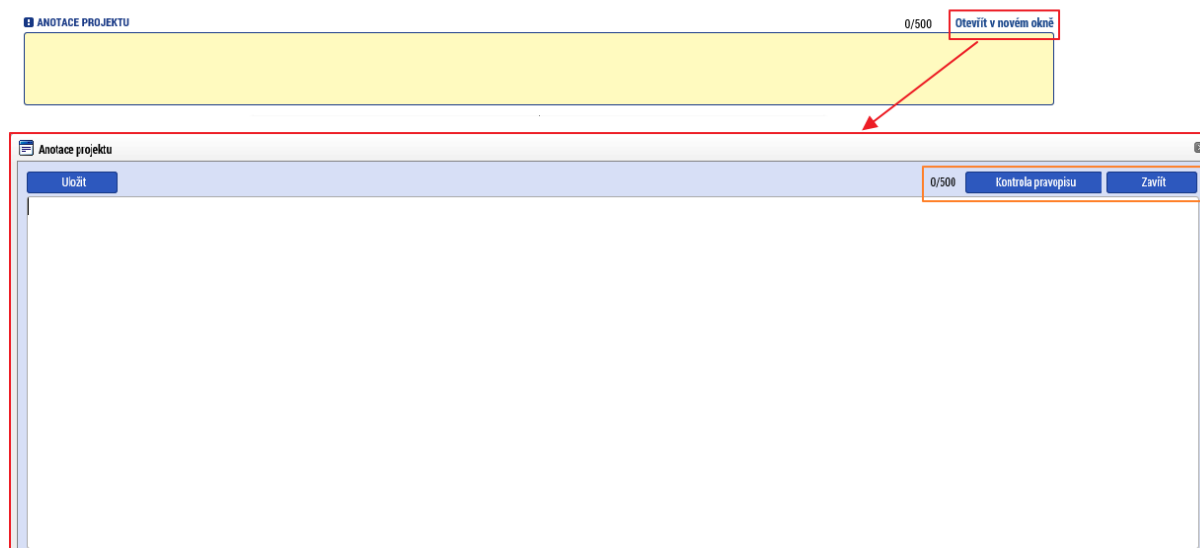 ANOTACE PROJEKTU 0/500 Otevřít v novém okně
Anotace projektu
Uložit 0/500 Kontrola pravopisu Zavřít